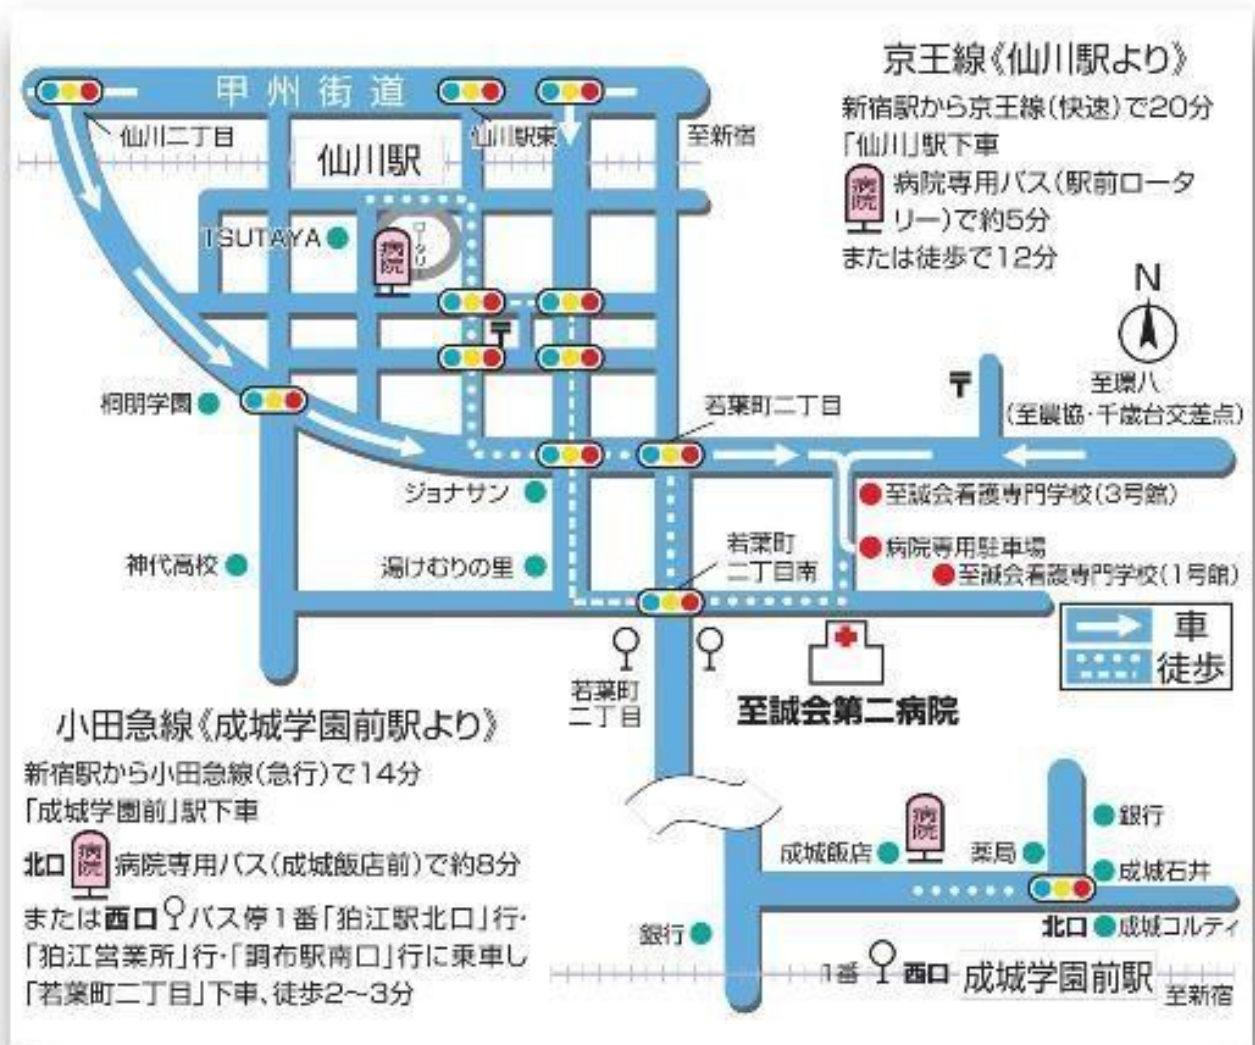 甲州街道
仙川二丁目
仙川駅東
至新宿
仙川駅
京王線《仙川駅より》
新宿駅から京王線(快速)で20分
「仙川」駅下車
病院 病院専用バス(駅前ロータ
リー)で約5分
または徒歩で12分
TSUTAYA
病院
N
至環八
(至農協・千歳台交差点)
〒
〒
桐朋学園
若葉町二丁目
ジョナサン
至誠会看護専門学校(3号館)
神代高校
湯けむりの里
若葉町
二丁目南
病院専用駐車場
至誠会看護専門学校(1号館)
車
徒歩
若葉町
二丁目
至誠会第二病院
小田急線《成城学園前駅より》
新宿駅から小田急線(急行)で14分
「成城学園前」駅下車
北口 病院 病院専用バス(成城飯店前)で約8分
または西口 バス停1番「狛江駅北口」行・
「狛江営業所」行・「調布駅南口」行に乗車し
「若葉町二丁目」下車、徒歩2〜3分
病院
銀行
成城飯店
薬局
成城石井
北口
成城コルティ
銀行
1番
西口
成城学園前駅
至新宿